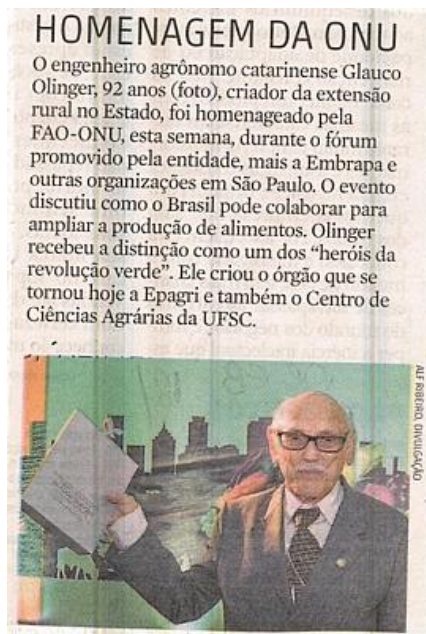 HOMENAGEM DA ONU
O engenheiro agrônomo catarinense Glauco
Olinger, 92 anos (foto), criador da extensão
rural no Estado, foi homenageado pela
FAO-ONU, esta semana, durante o fórum
promovido pela entidade, mais a Embrapa e
outras organizações em São Paulo. O evento
discutiu como o Brasil pode colaborar para
ampliar a produção de alimentos. Olinger
recebeu a distinção como um dos “heróis da
revolução verde”. Ele criou o órgão que se
tornou hoje a Epagri e também o Centro de
Ciências Agrárias da UFSC.
ALF RIBEIRO, DIVULGAÇÃO